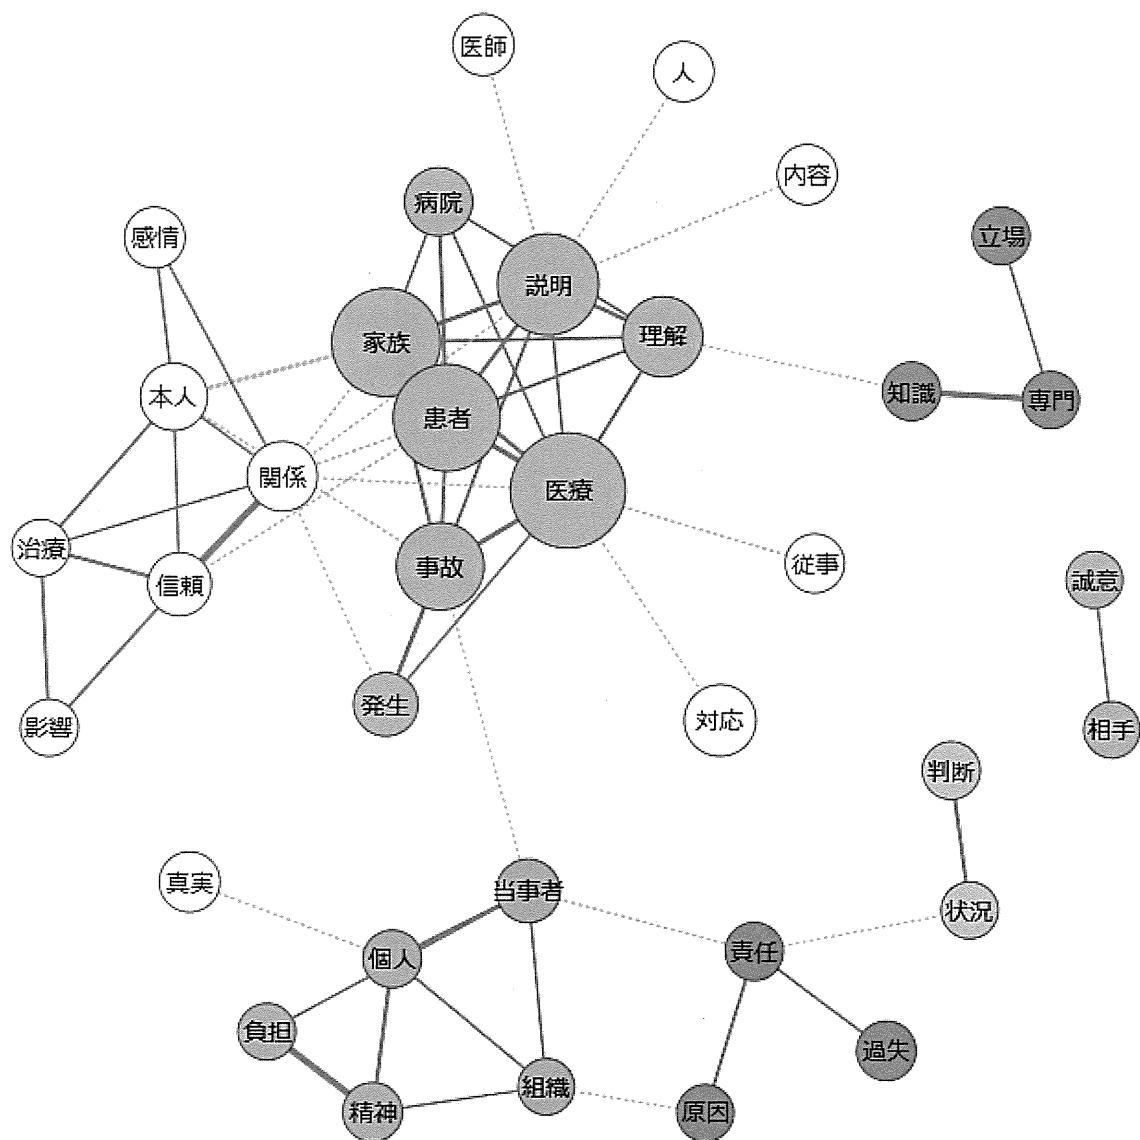 医師
人
内容
病院
感情
立場
説明
理解
家族
知識
専門
本人
患者
関係
医療
治療
信頼
事故
従事
誠意
影響
発生
対応
相手
判断
真実
当事者
状況
個人
責任
負担
過失
組織
精神
原因